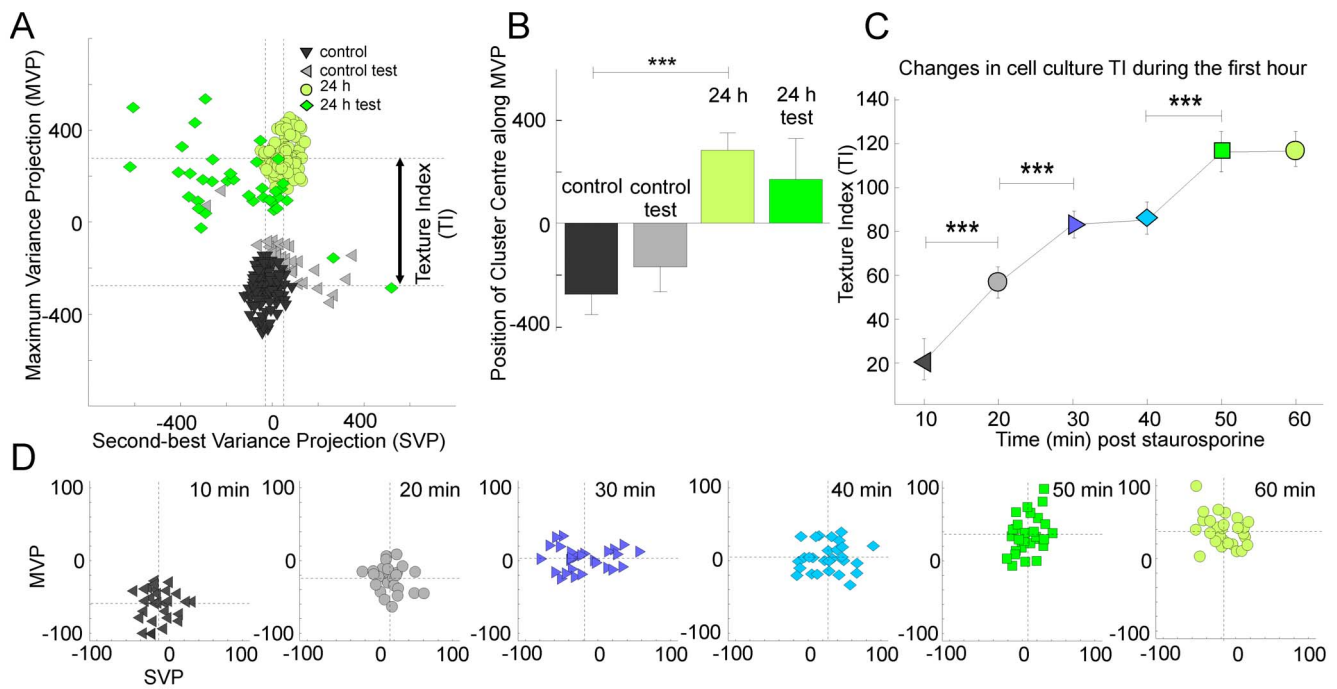 A
Maximum Variance Projection (MVP)
400
0
-400
-400
0
400
Second-best Variance Projection (SVP)
control
control test
24 h
24 h test
Texture Index
(TI)
B
Position of Cluster Centre along MVP
400
0
-400
***
control
control
test
24 h
24 h
test
C
Changes in cell culture TI during the first hour
Texture Index (TI)
140
120
100
80
60
40
20
***
***
***
10
20
30
40
50
60
Time (min) post staurosporine
D
MVP
100
0
-100
10 min
-100
0
100
SVP
100
0
-100
20 min
-100
0
100
100
0
-100
30 min
-100
0
100
100
0
-100
40 min
-100
0
100
100
0
-100
50 min
-100
0
100
100
0
-100
60 min
-100
0
100